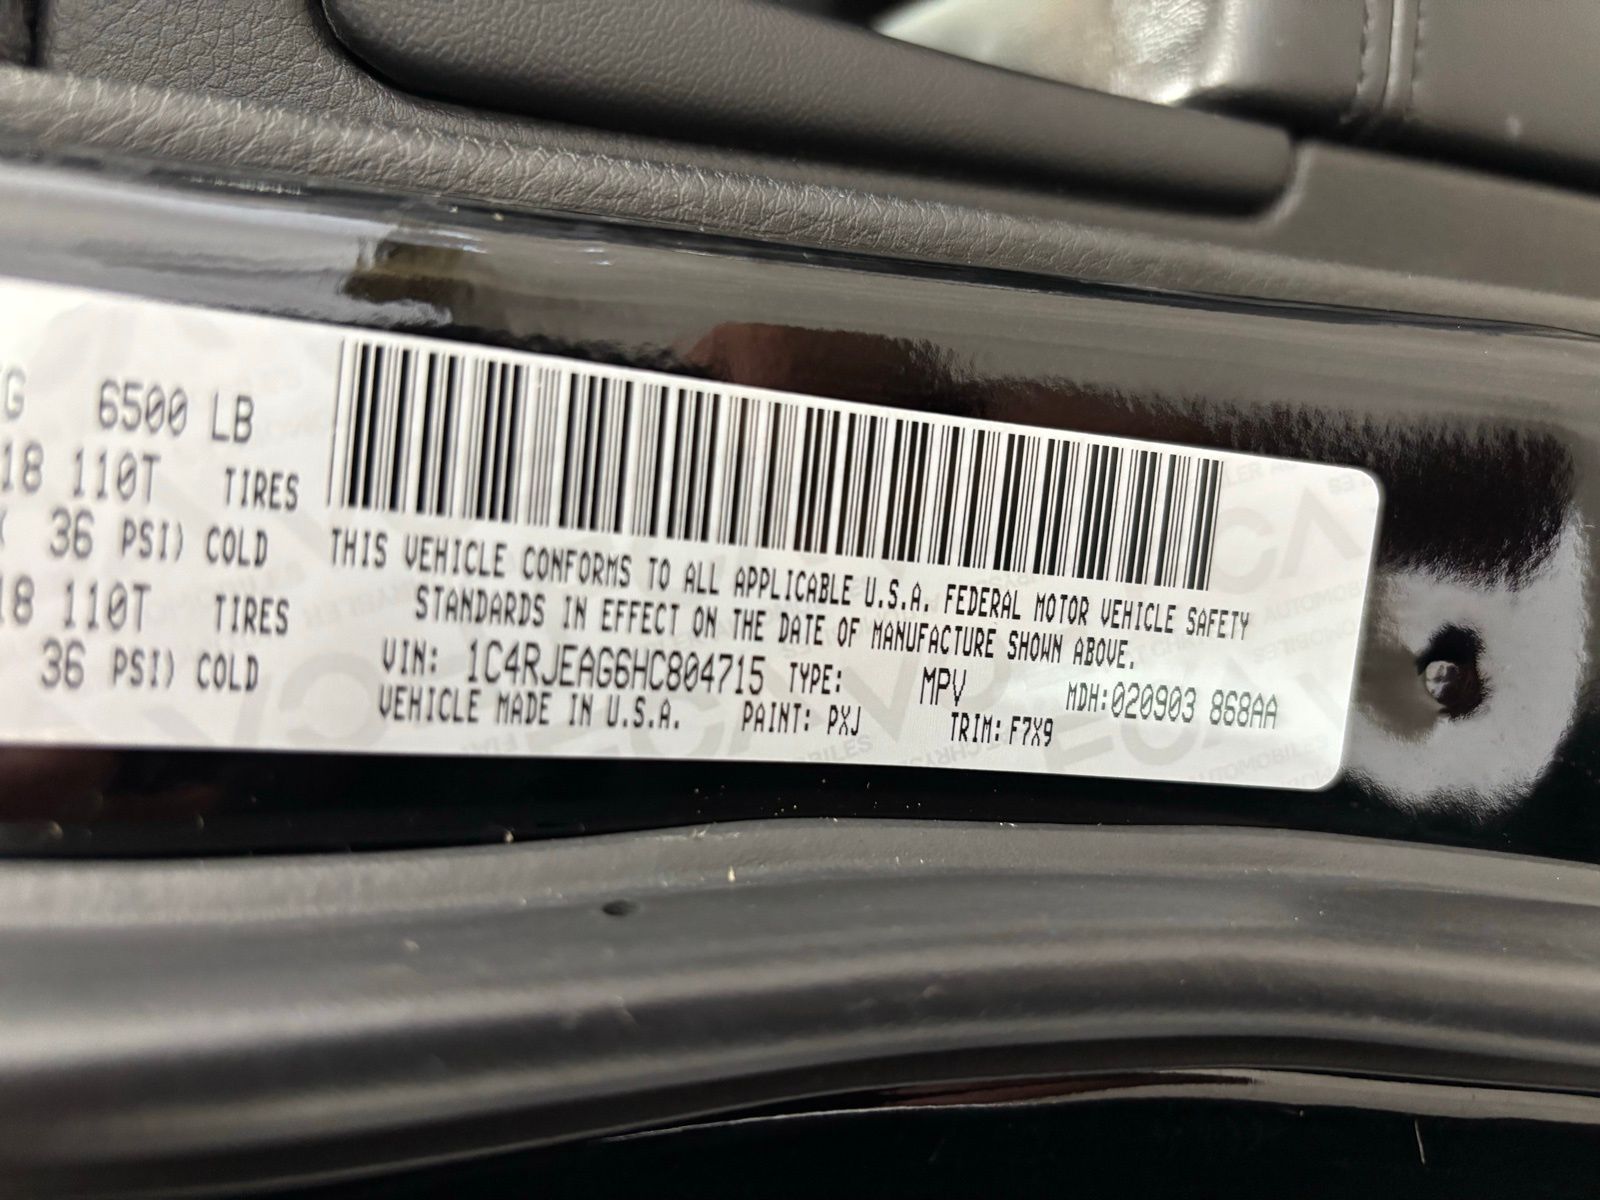 6500 LB
18 110T TIRES
36 PSI) COLD
18 110T TIRES
36 PSI) COLD
THIS VEHICLE CONFORMS TO ALL APPLICABLE U.S.A. FEDERAL MOTOR VEHICLE SAFETY
STANDARDS IN EFFECT ON THE DATE OF MANUFACTURE SHOWN ABOVE.
VIN: 1C4RJEAG6HC804715 TYPE: MPV MDH:020903 868AA
VEHICLE MADE IN U.S.A. PAINT: PXJ TRIM: F7X9